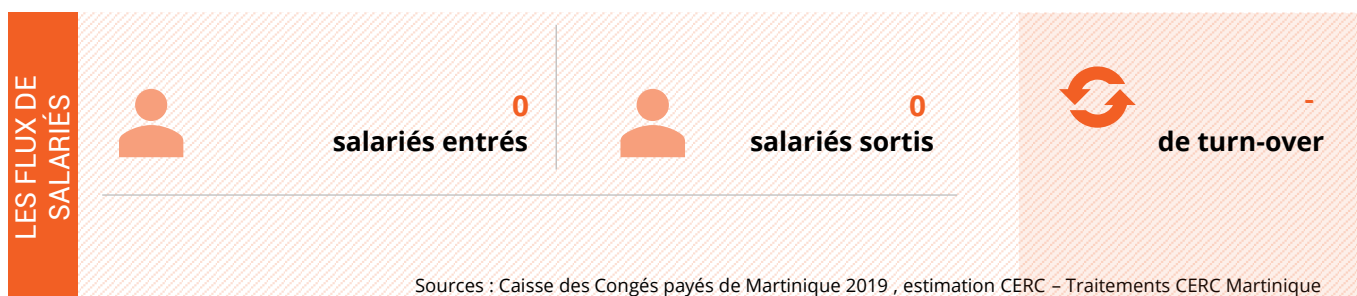 LES FLUX DE
SALARIÉS
0
salariés entrés
0
salariés sortis
-
de turn-over
Sources : Caisse des Congés payés de Martinique 2019 , estimation CERC – Traitements CERC Martinique